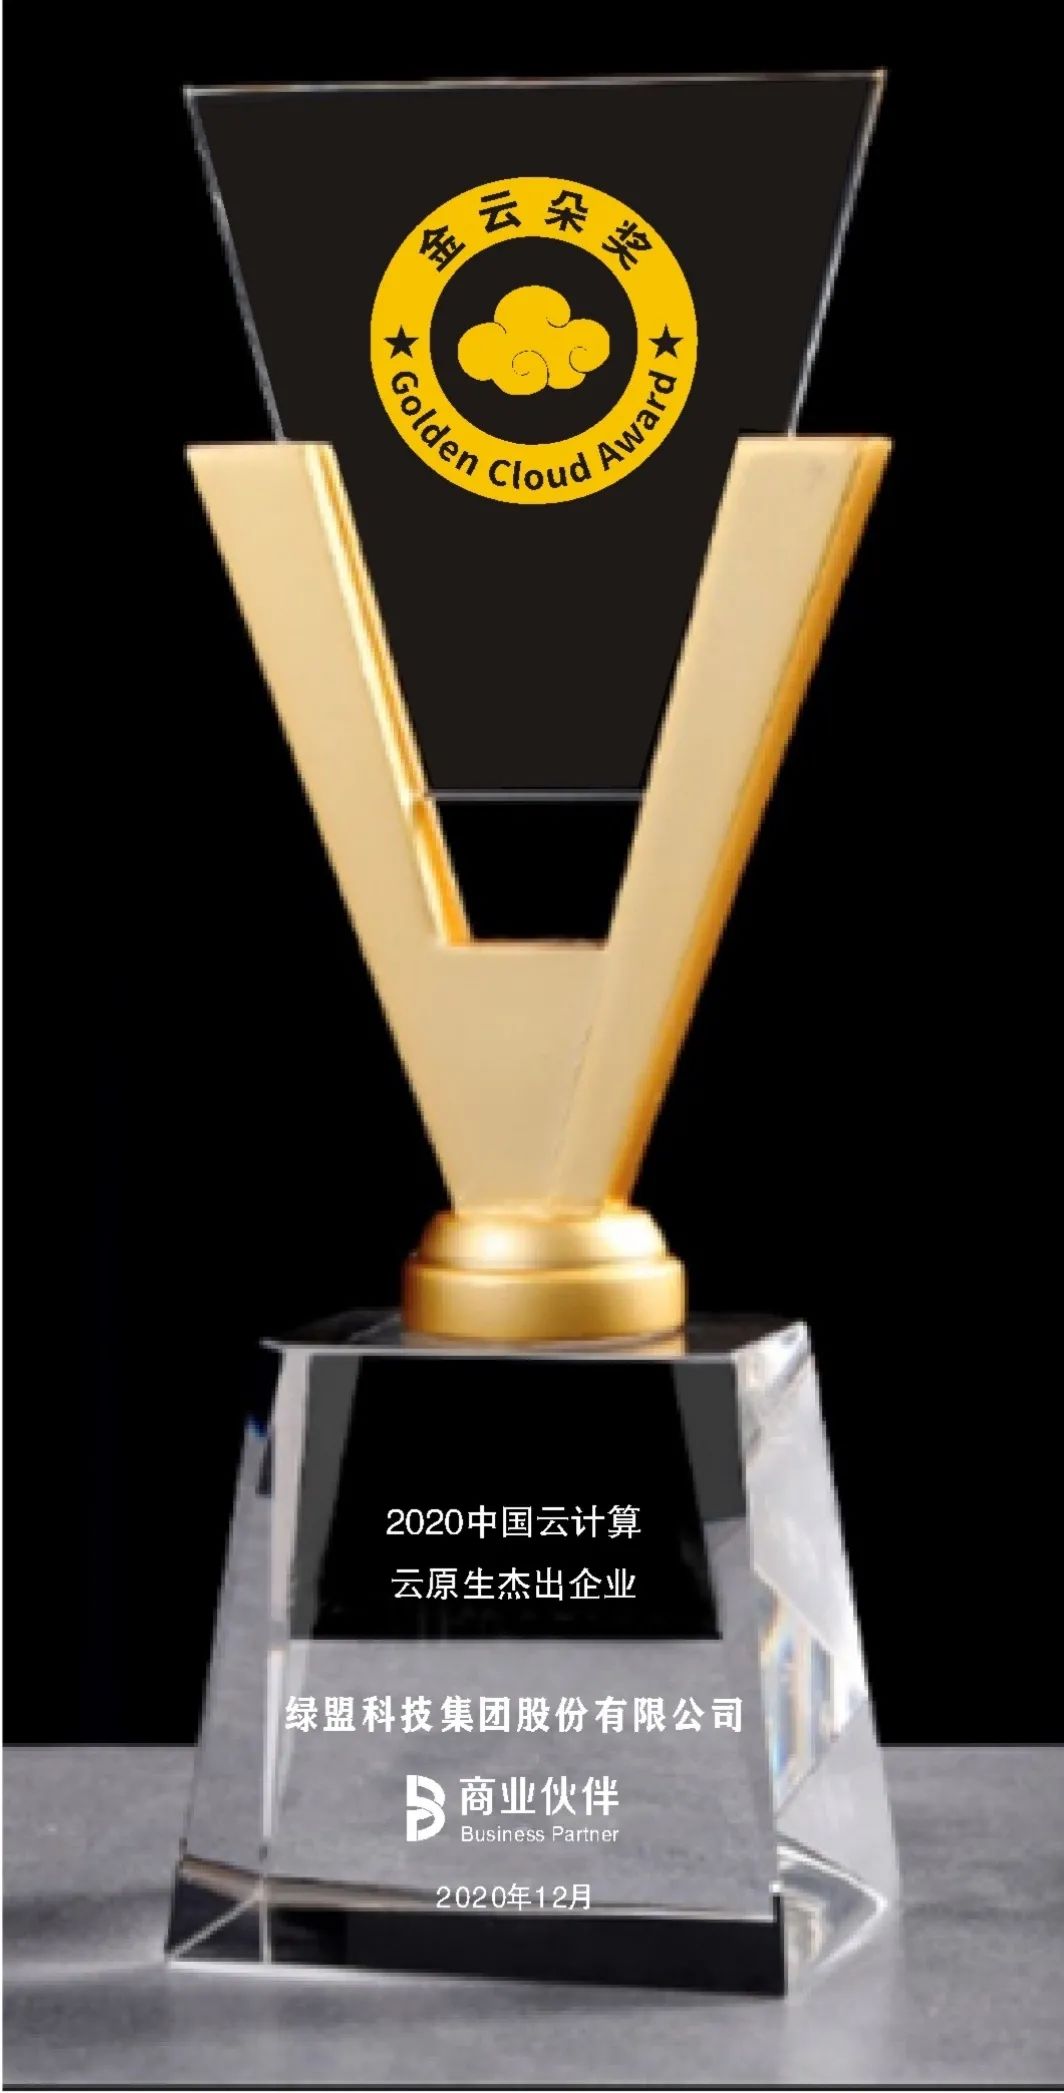 金云朵奖
Golden Cloud Award
2020中国云计算
云原生杰出企业
绿盟科技集团股份有限公司
商业伙伴
Business Partner
2020年12月